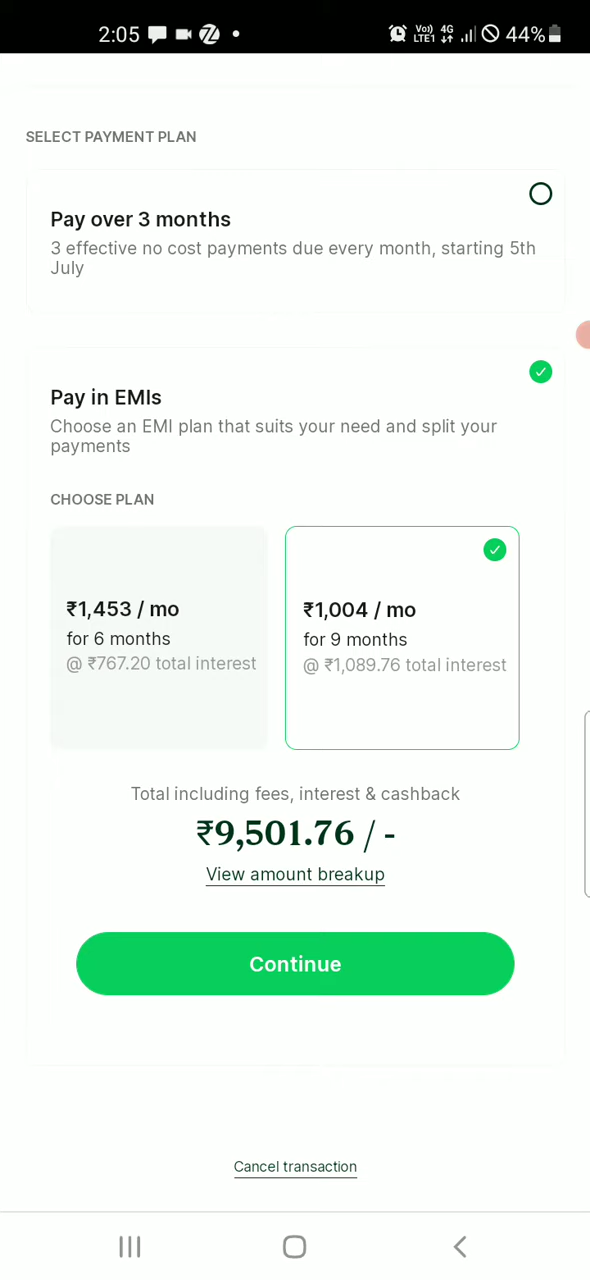 2:05
Vo) 4G
LTE1 44%
SELECT PAYMENT PLAN
Pay over 3 months
3 effective no cost payments due every month, starting 5th
July
Pay in EMIs
Choose an EMI plan that suits your need and split your
payments
CHOOSE PLAN
₹1,453 / mo
for 6 months
@ ₹767.20 total interest
₹1,004 / mo
for 9 months
@ ₹1,089.76 total interest
Total including fees, interest & cashback
₹9,501.76 / -
View amount breakup
Continue
Cancel transaction